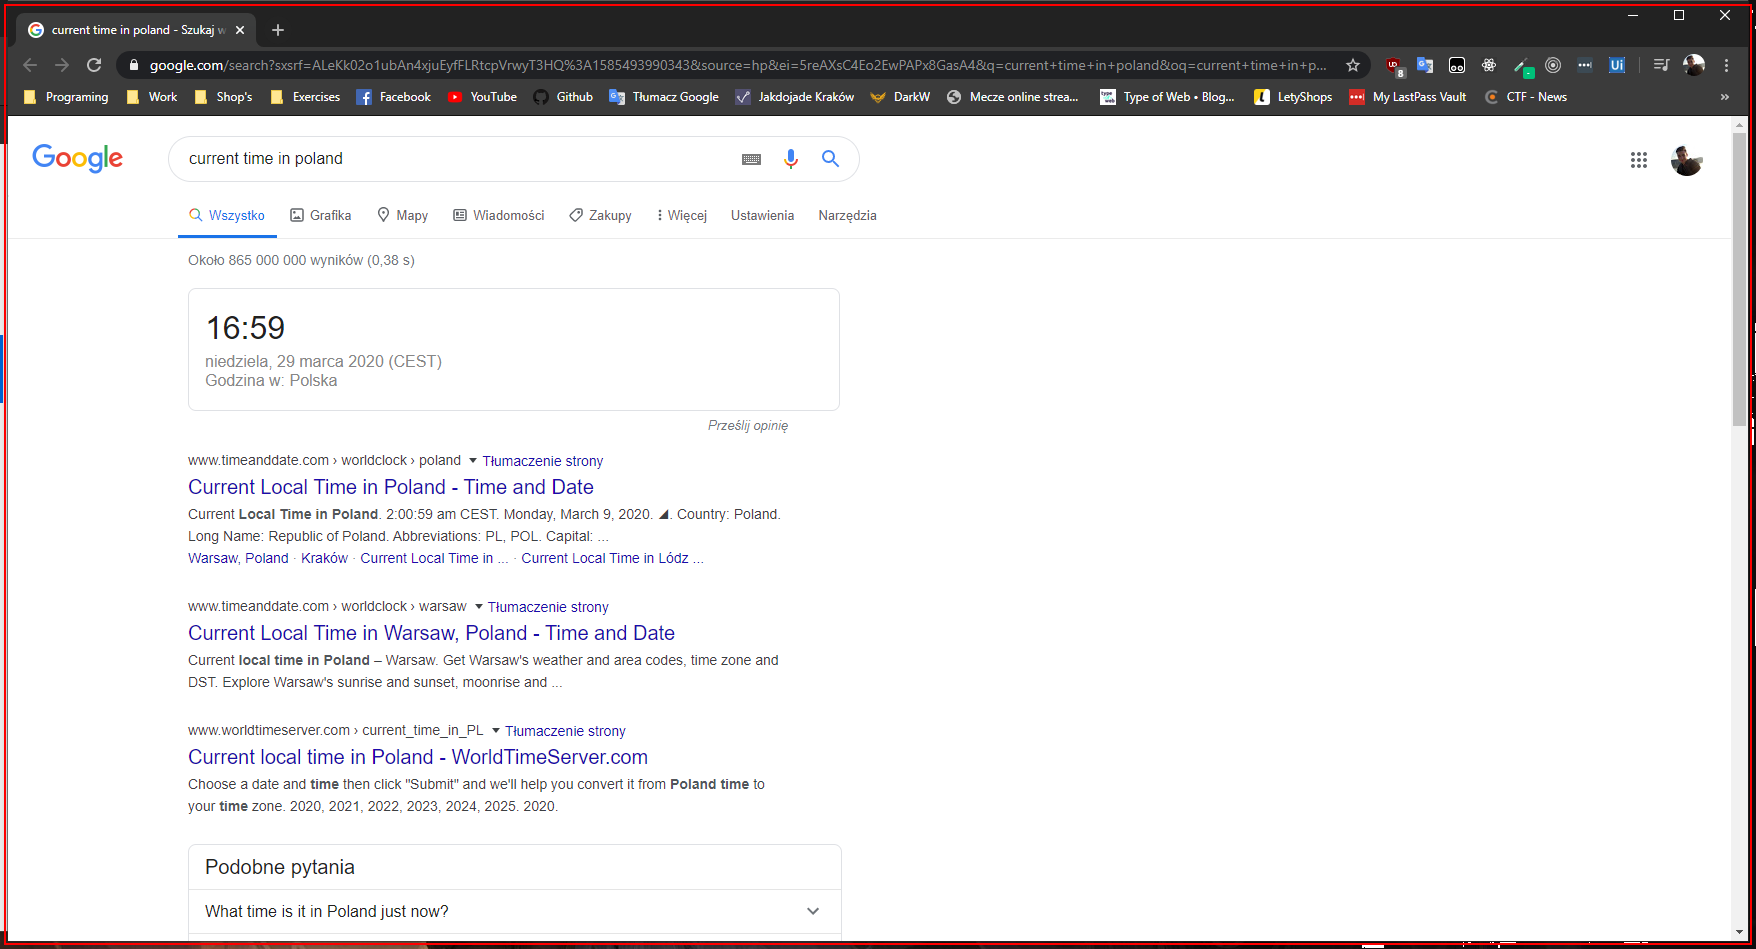 current time in poland - Szukaj w
google.com/search?sxsrf=ALeKk02o1ubAn4xjuEyfFLRtcpVrwyT3HQ%3A1585493990343&source=hp&ei=5reAXsC4Eo2EwPAPx8GasA4&q=current+time+in+poland&oq=current+time+in+p...
8
Ui
Programing Work Shop's Exercises Facebook YouTube Github Tłumacz Google Jakdojade Kraków DarkW Mecze online strea... Type of Web • Blog... LetyShops My LastPass Vault CTF - News »
Google
current time in poland
Wszystko Grafika Mapy Wiadomości Zakupy Więcej Ustawienia Narzędzia
Około 865 000 000 wyników (0,38 s)
16:59
niedziela, 29 marca 2020 (CEST)
Godzina w: Polska
Prześlij opinię
www.timeanddate.com › worldclock › poland Tłumaczenie strony
Current Local Time in Poland - Time and Date
Current Local Time in Poland. 2:00:59 am CEST. Monday, March 9, 2020. ◢. Country: Poland.
Long Name: Republic of Poland. Abbreviations: PL, POL. Capital: ...
Warsaw, Poland · Kraków · Current Local Time in ... · Current Local Time in Lódz ...
www.timeanddate.com › worldclock › warsaw Tłumaczenie strony
Current Local Time in Warsaw, Poland - Time and Date
Current local time in Poland – Warsaw. Get Warsaw's weather and area codes, time zone and
DST. Explore Warsaw's sunrise and sunset, moonrise and ...
www.worldtimeserver.com › current_time_in_PL Tłumaczenie strony
Current local time in Poland - WorldTimeServer.com
Choose a date and time then click "Submit" and we'll help you convert it from Poland time to
your time zone. 2020, 2021, 2022, 2023, 2024, 2025. 2020.
Podobne pytania
What time is it in Poland just now?